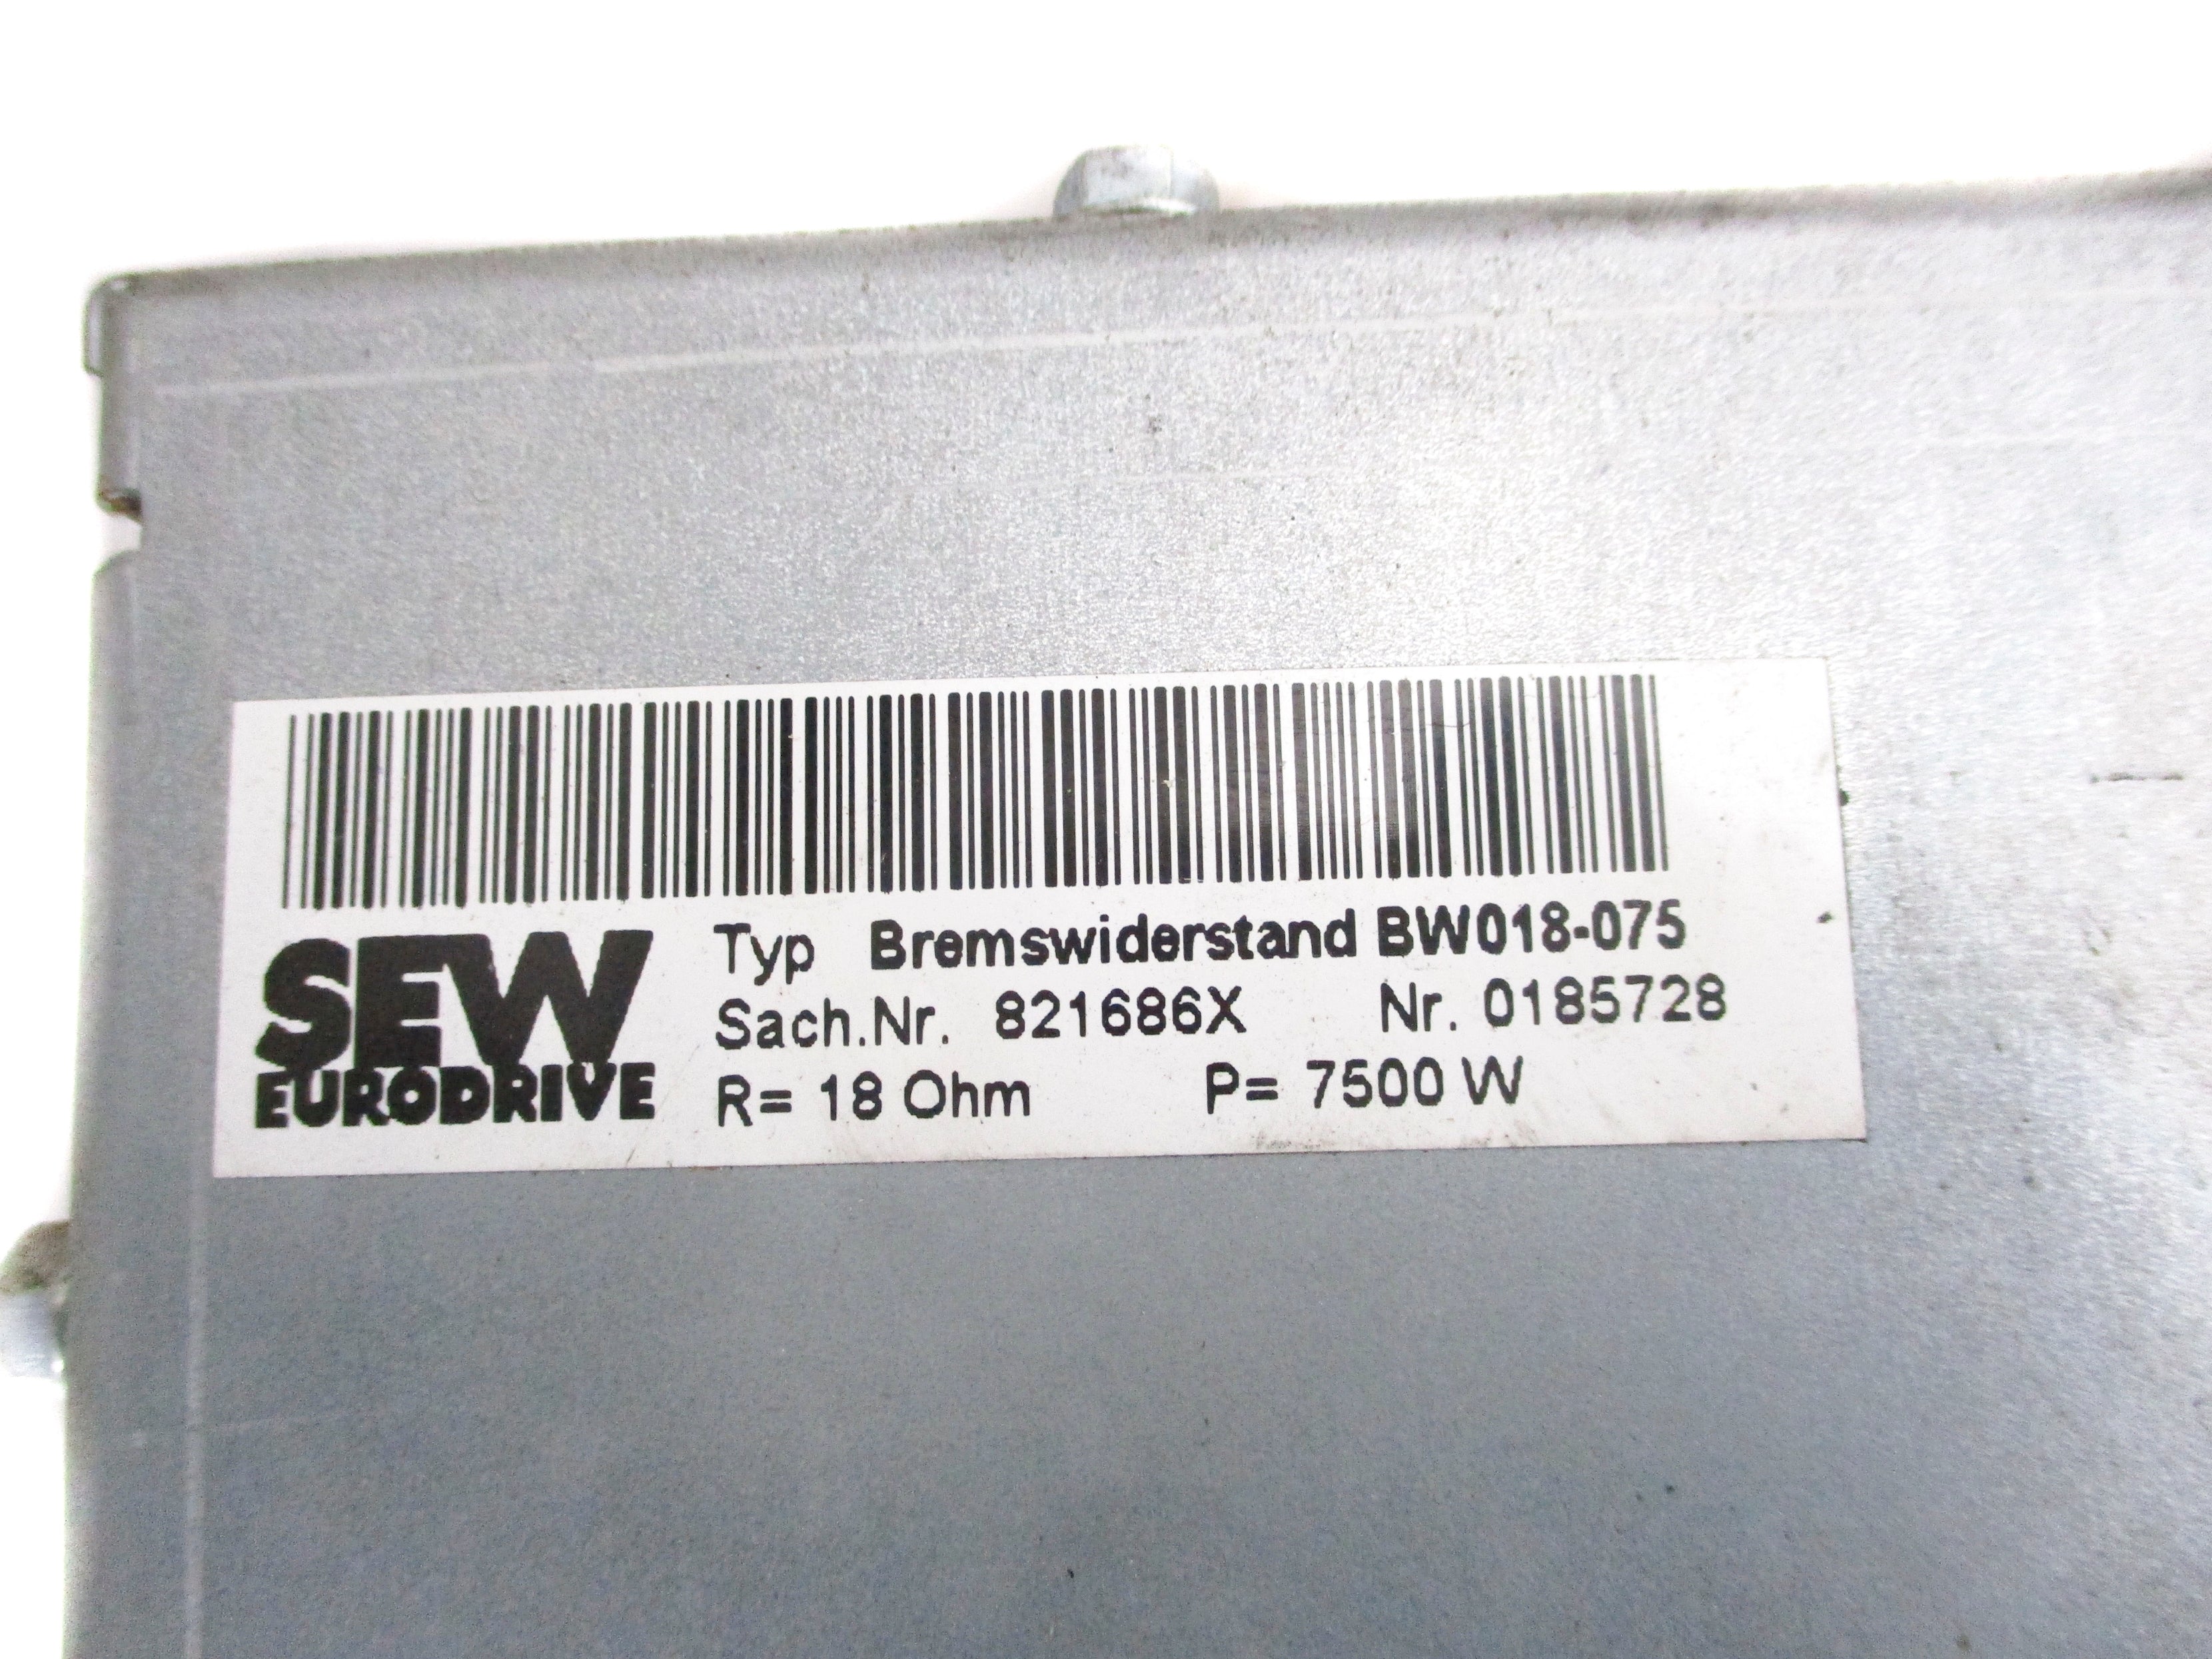 Typ Bremswiderstand BW018-075
Sach.Nr. 821686X Nr. 0185728
R= 18 Ohm P= 7500 W
SEW
EURODRIVE